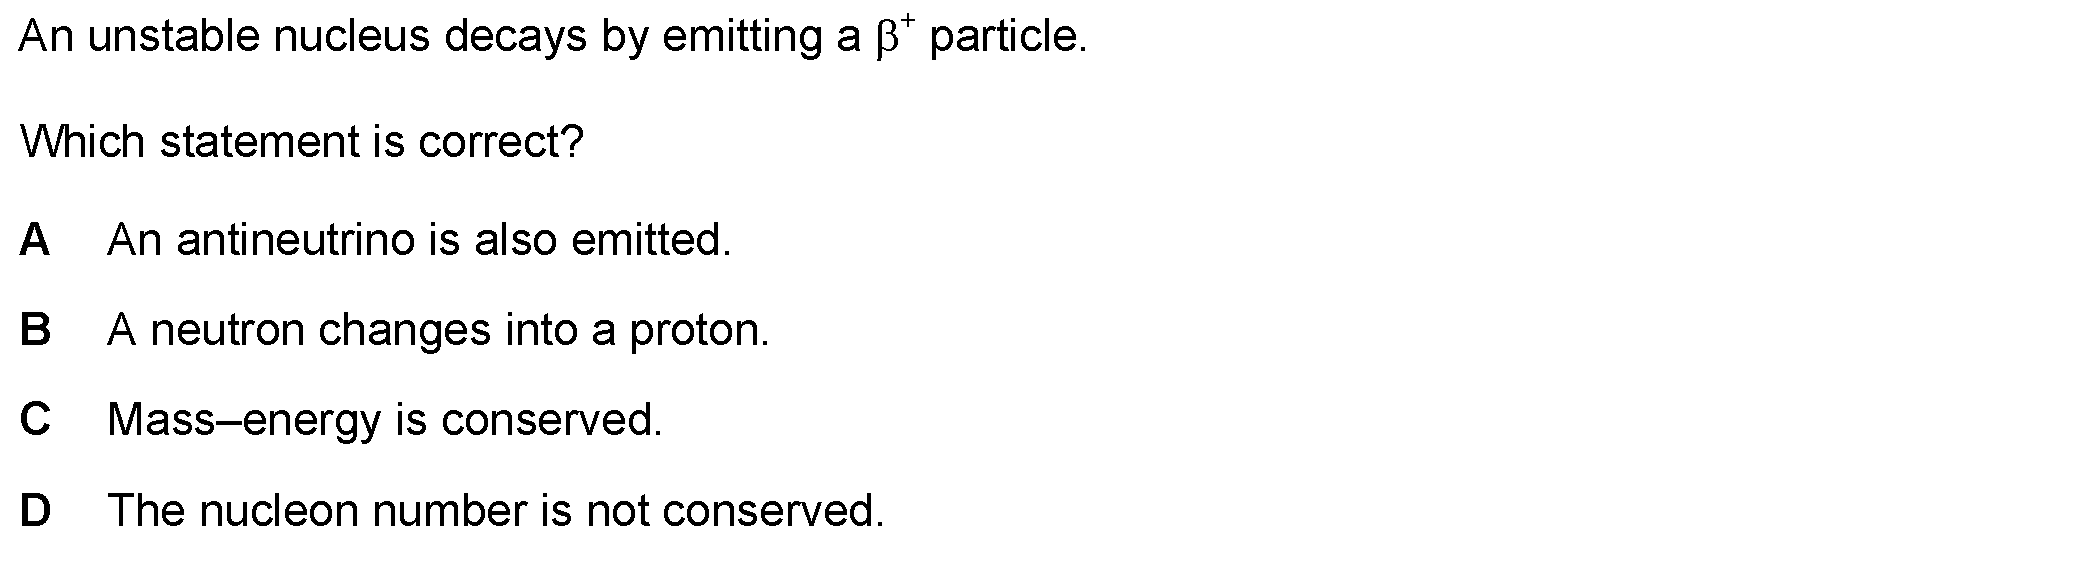 An unstable nucleus decays by emitting a β⁺ particle.
Which statement is correct?
A An antineutrino is also emitted.
B A neutron changes into a proton.
C Mass–energy is conserved.
D The nucleon number is not conserved.